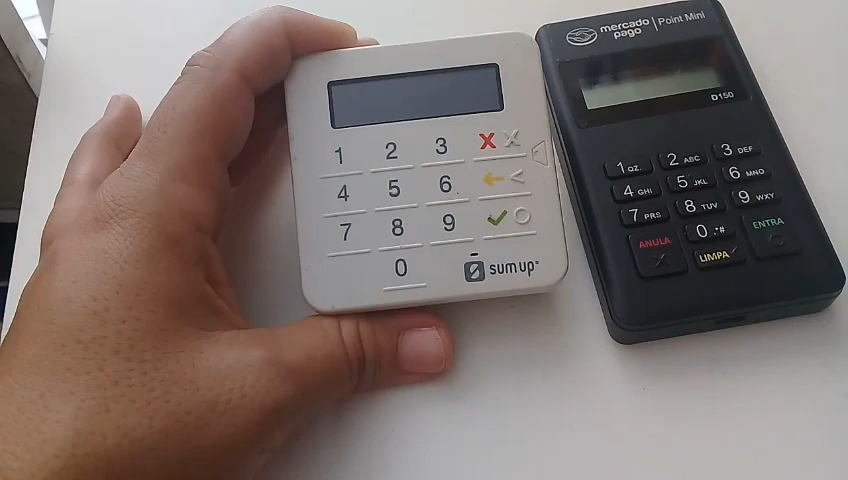 1 2 3 X X
4 5 6 ← <
7 8 9 ✓ O
0 sumup®
mercado pago | Point Mini
D150
1 QZ. 2 ABC 3 DEF
4 GHI 5 JKL 6 MNO
7 PRS 8 TUV 9 WXY
0 .*#
ANULA LIMPA ENTRA